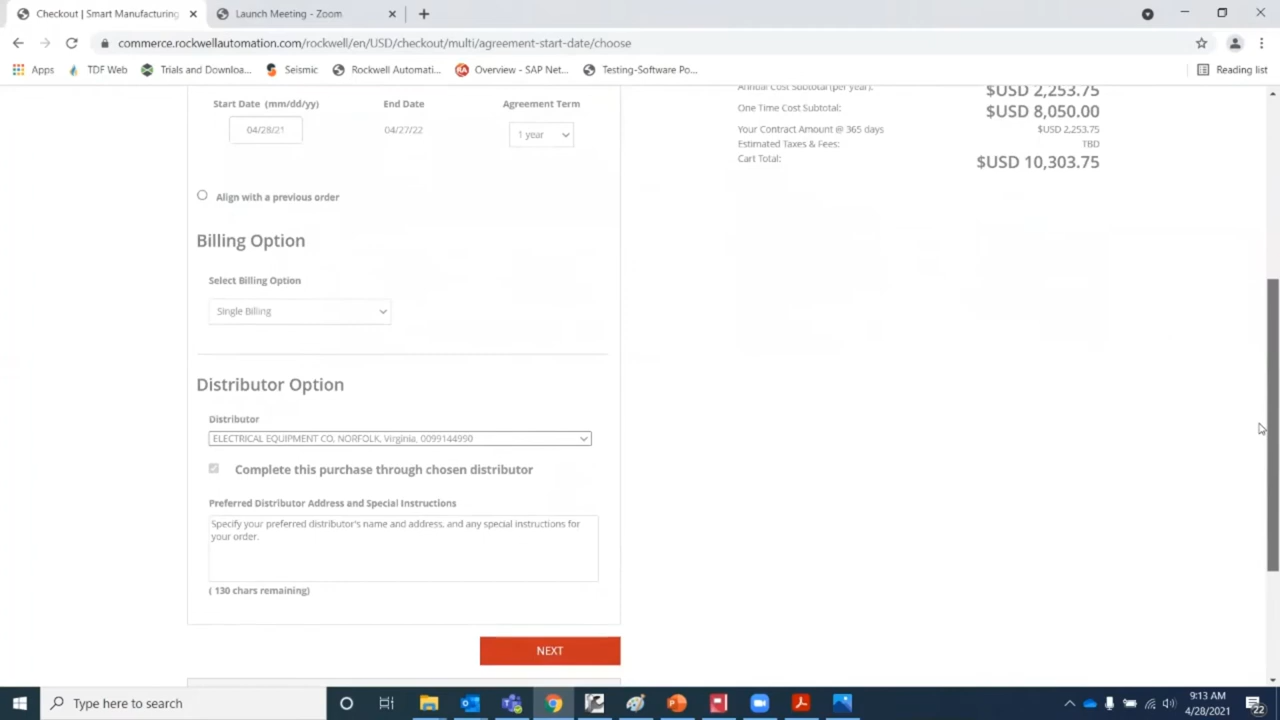 Checkout | Smart Manufacturing
Launch Meeting - Zoom
commerce.rockwellautomation.com/rockwell/en/USD/checkout/multi/agreement-start-date/choose
Apps
TDF Web
Trials and Downloa...
Seismic
Rockwell Automati...
Overview - SAP Net...
Testing-Software Po...
Reading list
Start Date (mm/dd/yy)
End Date
Agreement Term
04/28/21
04/27/22
1 year
Align with a previous order
Billing Option
Select Billing Option
Single Billing
Distributor Option
Distributor
ELECTRICAL EQUIPMENT CO, NORFOLK, Virginia, 0099144990
Complete this purchase through chosen distributor
Preferred Distributor Address and Special Instructions
Specify your preferred distributor's name and address, and any special instructions for
your order.
( 130 chars remaining)
NEXT
Annual Cost Subtotal (per year):
$USD 2,253.75
One Time Cost Subtotal:
$USD 8,050.00
Your Contract Amount @ 365 days
$USD 2,253.75
Estimated Taxes & Fees:
TBD
Cart Total:
$USD 10,303.75
Type here to search
9:13 AM
4/28/2021
22